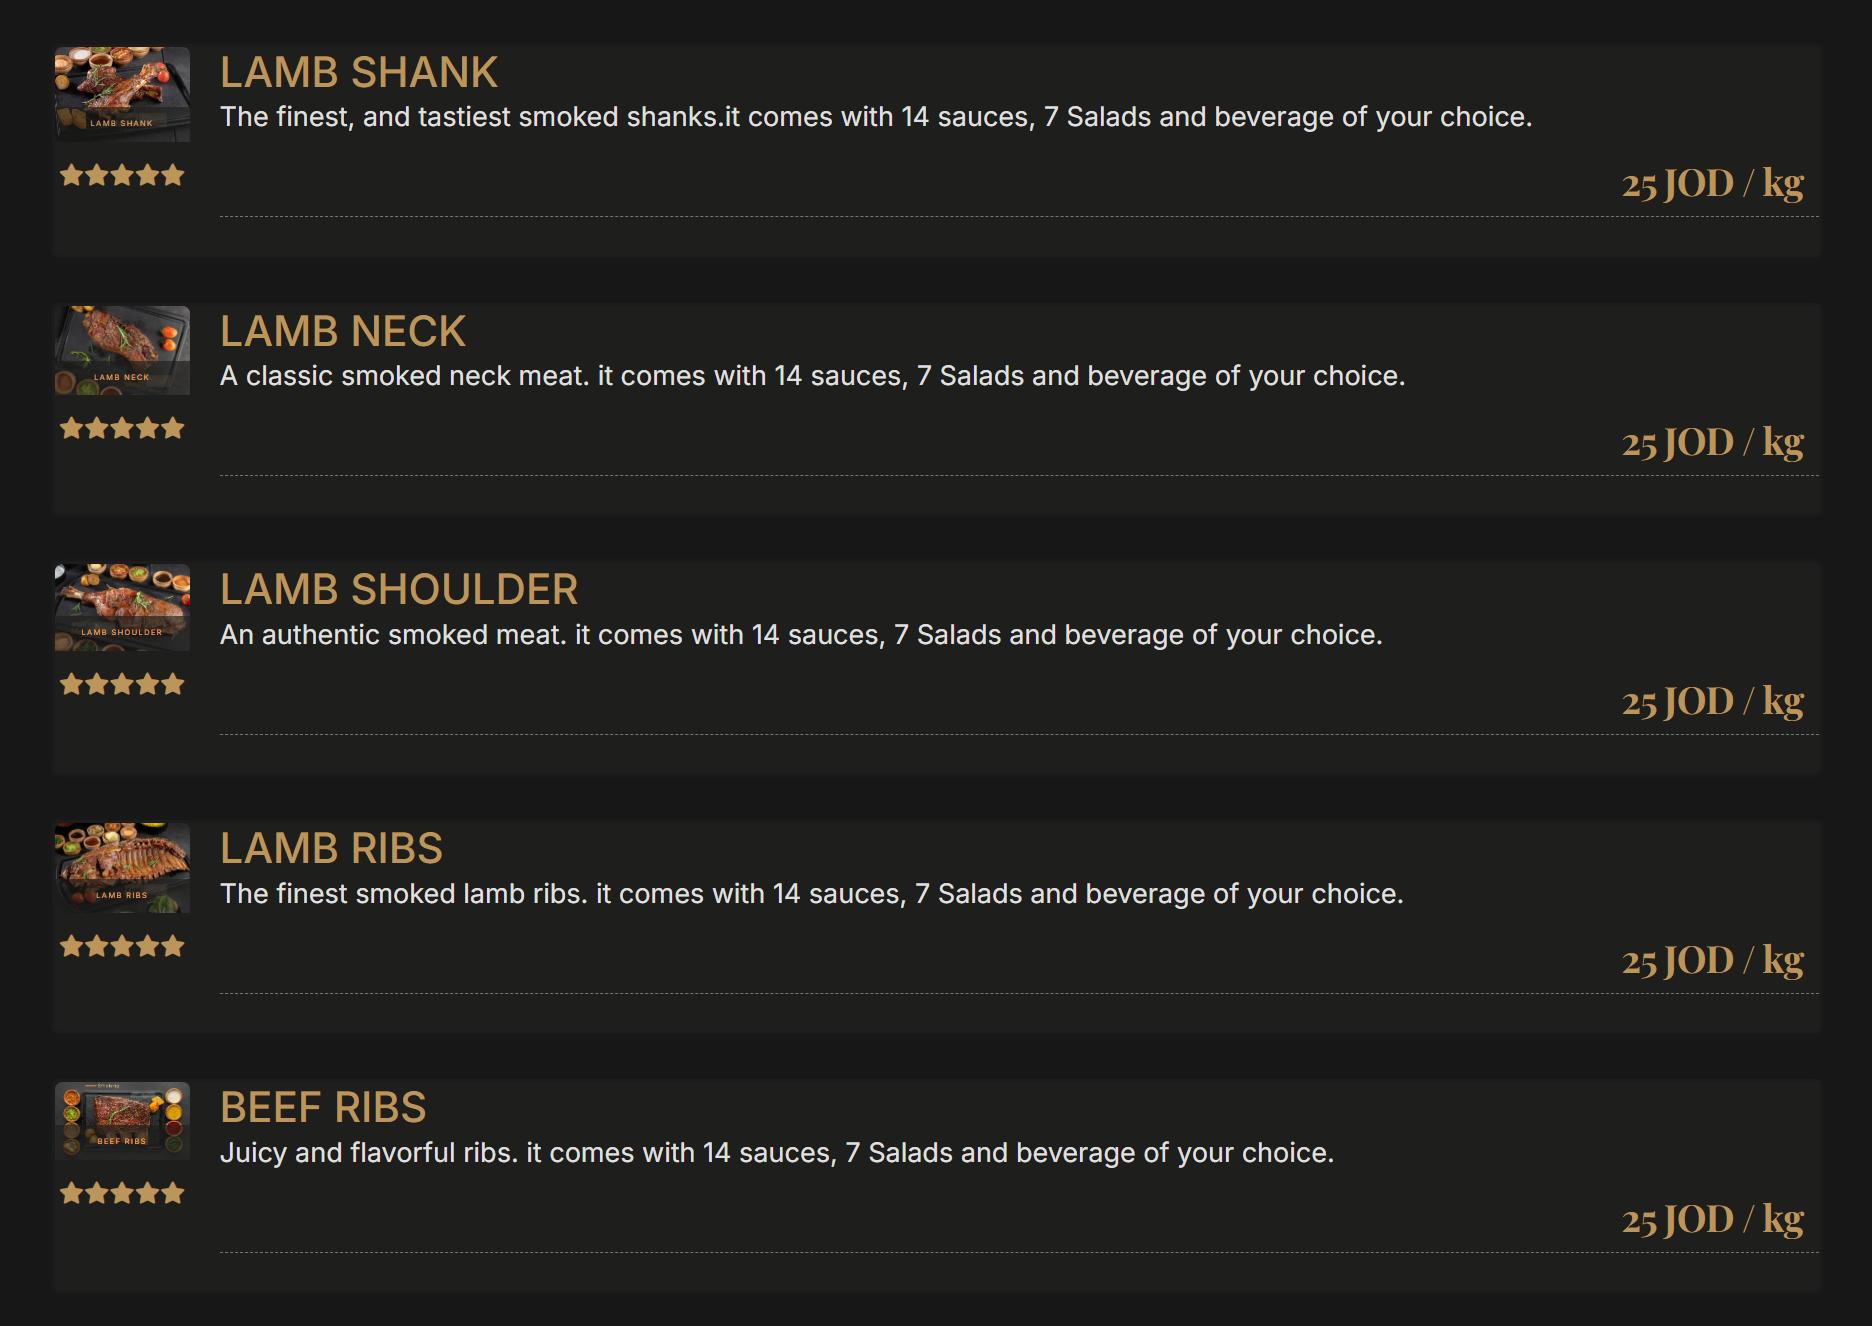 LAMB SHANK
LAMB SHANK
The finest, and tastiest smoked shanks.it comes with 14 sauces, 7 Salads and beverage of your choice.
25 JOD / kg
LAMB NECK
LAMB NECK
A classic smoked neck meat. it comes with 14 sauces, 7 Salads and beverage of your choice.
25 JOD / kg
LAMB SHOULDER
LAMB SHOULDER
An authentic smoked meat. it comes with 14 sauces, 7 Salads and beverage of your choice.
25 JOD / kg
LAMB RIBS
LAMB RIBS
The finest smoked lamb ribs. it comes with 14 sauces, 7 Salads and beverage of your choice.
25 JOD / kg
BEEF RIBS
BEEF RIBS
Juicy and flavorful ribs. it comes with 14 sauces, 7 Salads and beverage of your choice.
25 JOD / kg